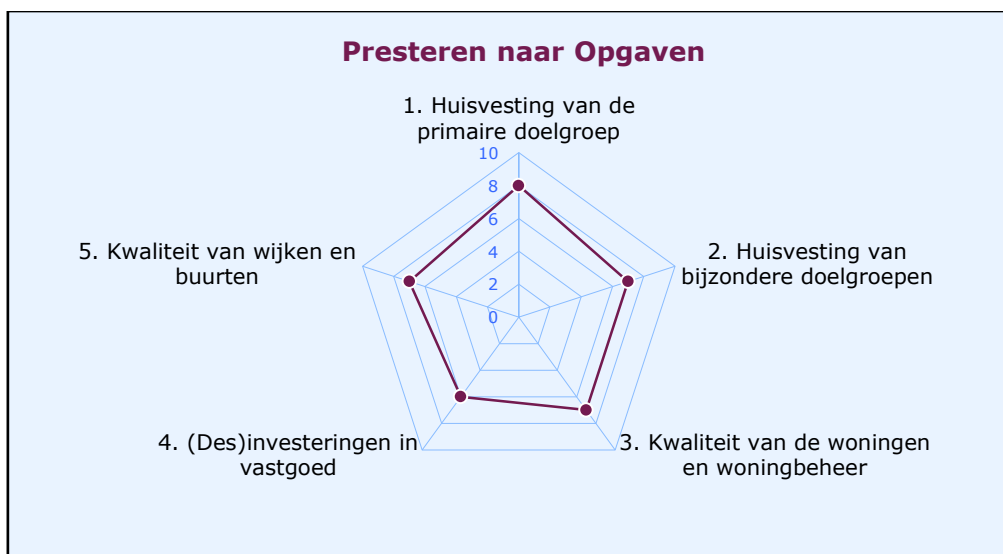 Presteren naar Opgaven
1. Huisvesting van de
primaire doelgroep
10
8
6
4
2
0
5. Kwaliteit van wijken en
buurten
2. Huisvesting van
bijzondere doelgroepen
4. (Des)investeringen in
vastgoed
3. Kwaliteit van de woningen
en woningbeheer